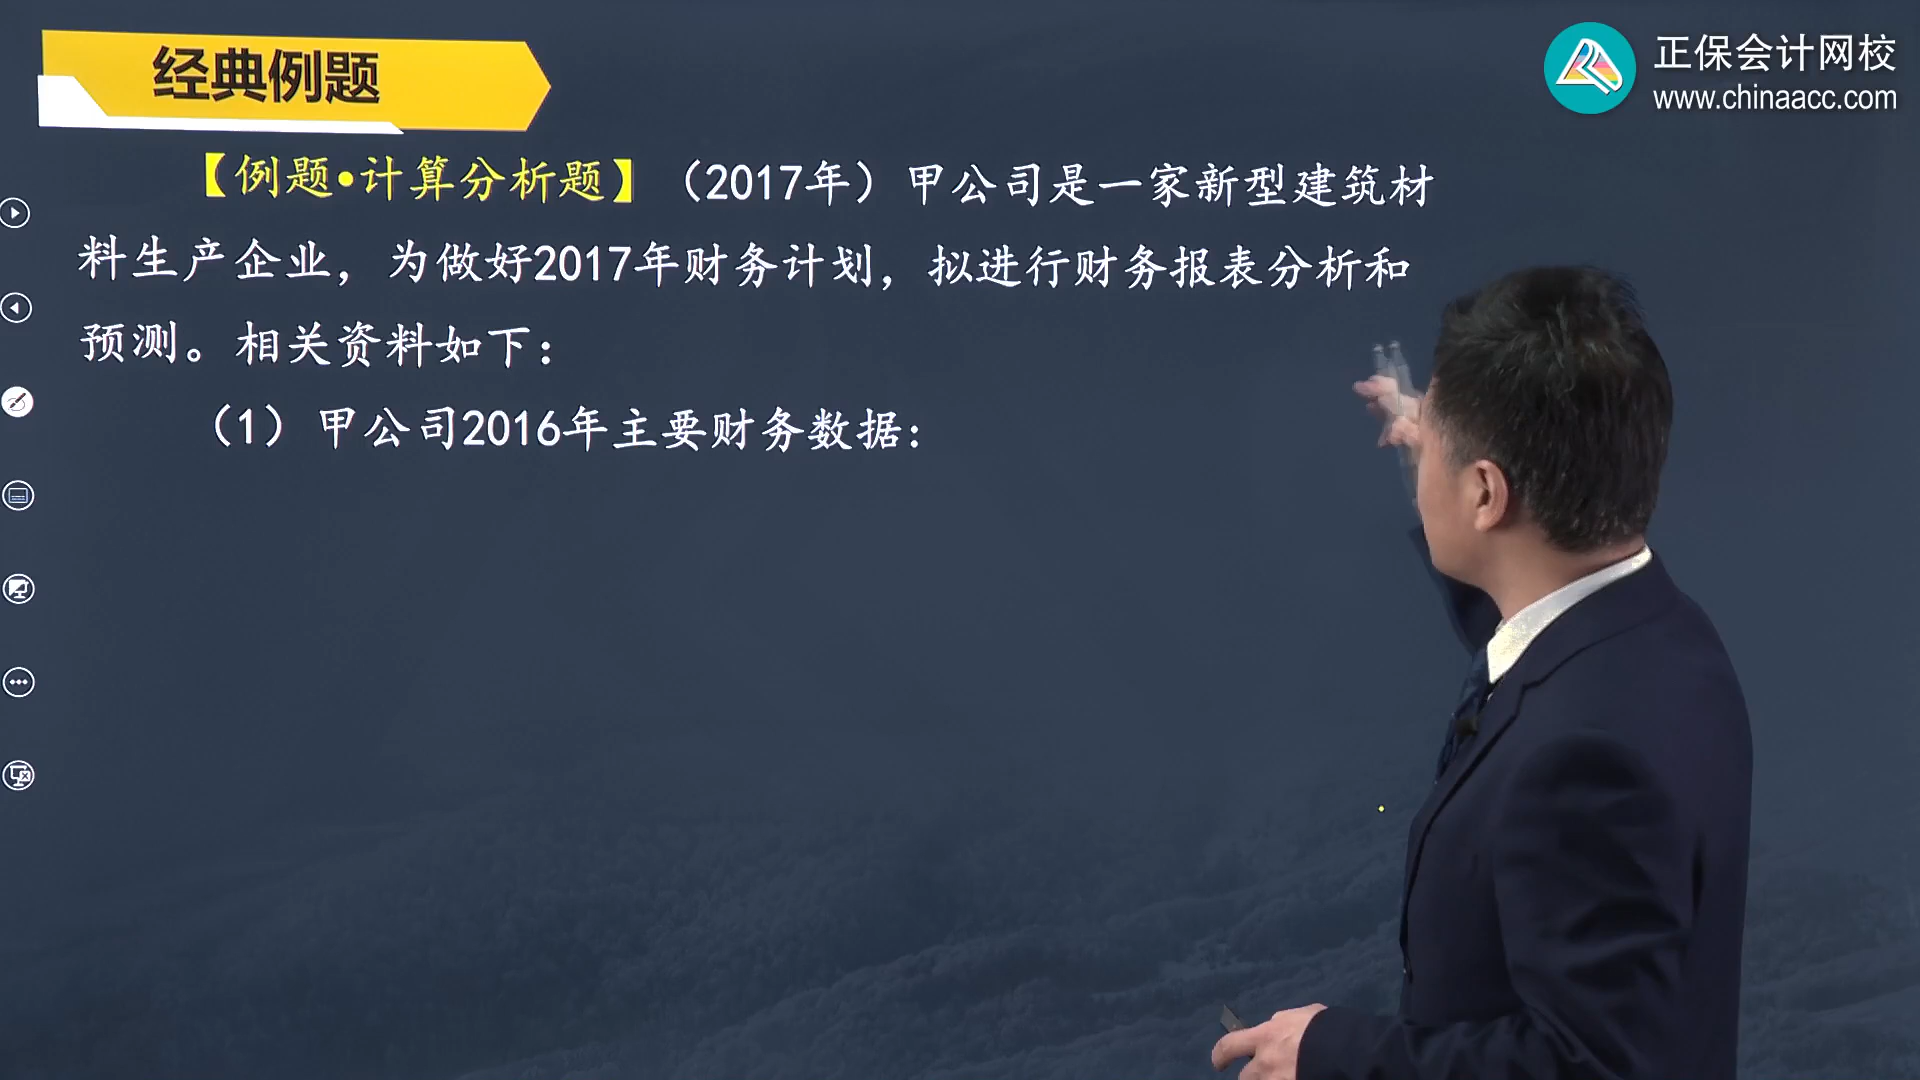 经典例题
正保会计网校
www.chinaacc.com
【例题•计算分析题】（2017年）甲公司是一家新型建筑材
料生产企业，为做好2017年财务计划，拟进行财务报表分析和
预测。相关资料如下：
（1）甲公司2016年主要财务数据：